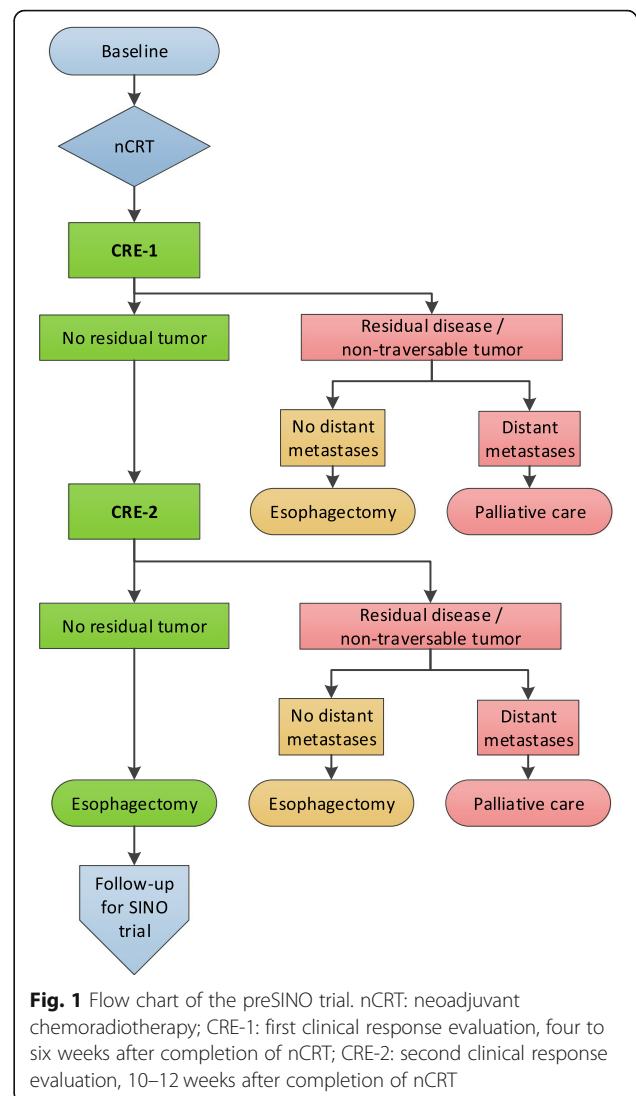 Baseline
nCRT
CRE-1
No residual tumor
Residual disease /
non-traversable tumor
No distant
metastases
Distant
metastases
Esophagectomy
Palliative care
CRE-2
No residual tumor
Residual disease /
non-traversable tumor
No distant
metastases
Distant
metastases
Esophagectomy
Esophagectomy
Palliative care
Follow-up
for SINO
trial
Fig. 1 Flow chart of the preSINO trial. nCRT: neoadjuvant
chemoradiotherapy; CRE-1: first clinical response evaluation, four to
six weeks after completion of nCRT; CRE-2: second clinical response
evaluation, 10–12 weeks after completion of nCRT